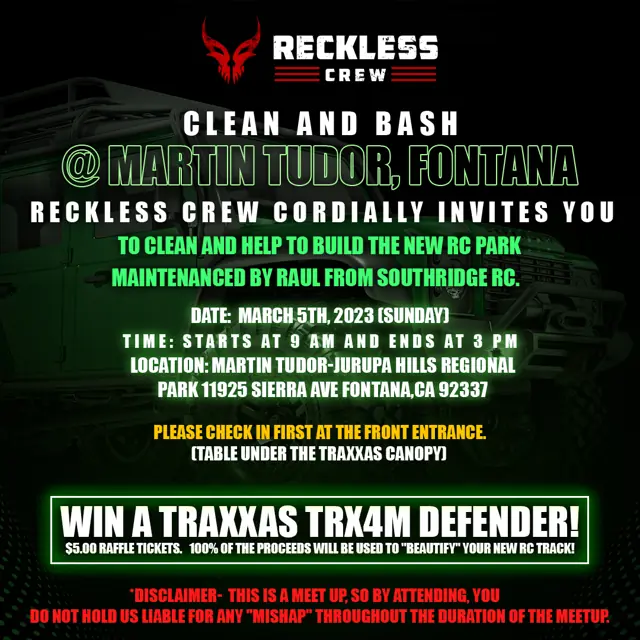 RECKLESS
CREW
CLEAN AND BASH
@ MARTIN TUDOR, FONTANA
RECKLESS CREW CORDIALLY INVITES YOU
TO CLEAN AND HELP TO BUILD THE NEW RC PARK
MAINTENANCED BY RAUL FROM SOUTHRIDGE RC.
DATE: MARCH 5TH, 2023 (SUNDAY)
TIME: STARTS AT 9 AM AND ENDS AT 3 PM
LOCATION: MARTIN TUDOR-JURUPA HILLS REGIONAL
PARK 11925 SIERRA AVE FONTANA,CA 92337
PLEASE CHECK IN FIRST AT THE FRONT ENTRANCE.
(TABLE UNDER THE TRAXXAS CANOPY)
WIN A TRAXXAS TRX4M DEFENDER!
$5.00 RAFFLE TICKETS. 100% OF THE PROCEEDS WILL BE USED TO "BEAUTIFY" YOUR NEW RC TRACK!
*DISCLAIMER- THIS IS A MEET UP, SO BY ATTENDING, YOU
DO NOT HOLD US LIABLE FOR ANY "MISHAP" THROUGHOUT THE DURATION OF THE MEETUP.